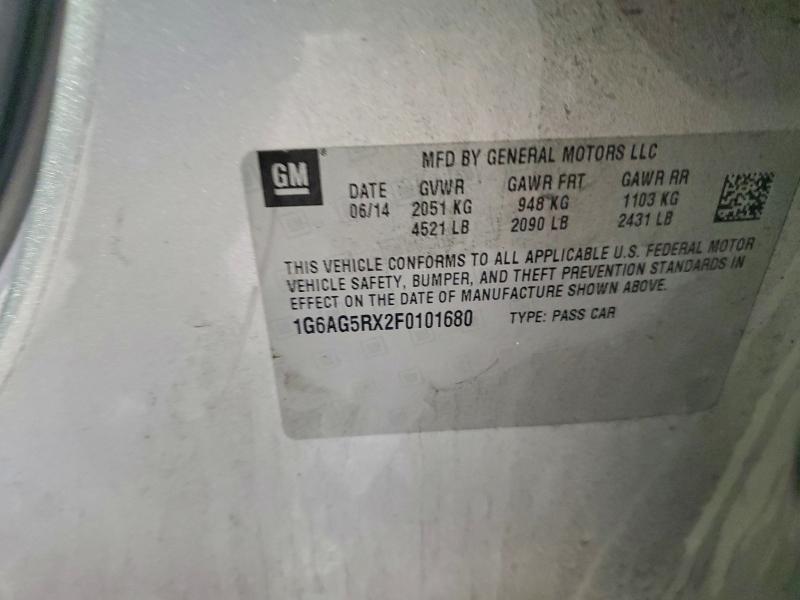 GM
MFD BY GENERAL MOTORS LLC
DATE GVWR GAWR FRT GAWR RR
06/14 2051 KG 948 KG 1103 KG
4521 LB 2090 LB 2431 LB
THIS VEHICLE CONFORMS TO ALL APPLICABLE U.S. FEDERAL MOTOR
VEHICLE SAFETY, BUMPER, AND THEFT PREVENTION STANDARDS IN
EFFECT ON THE DATE OF MANUFACTURE SHOWN ABOVE.
1G6AG5RX2F0101680 TYPE: PASS CAR